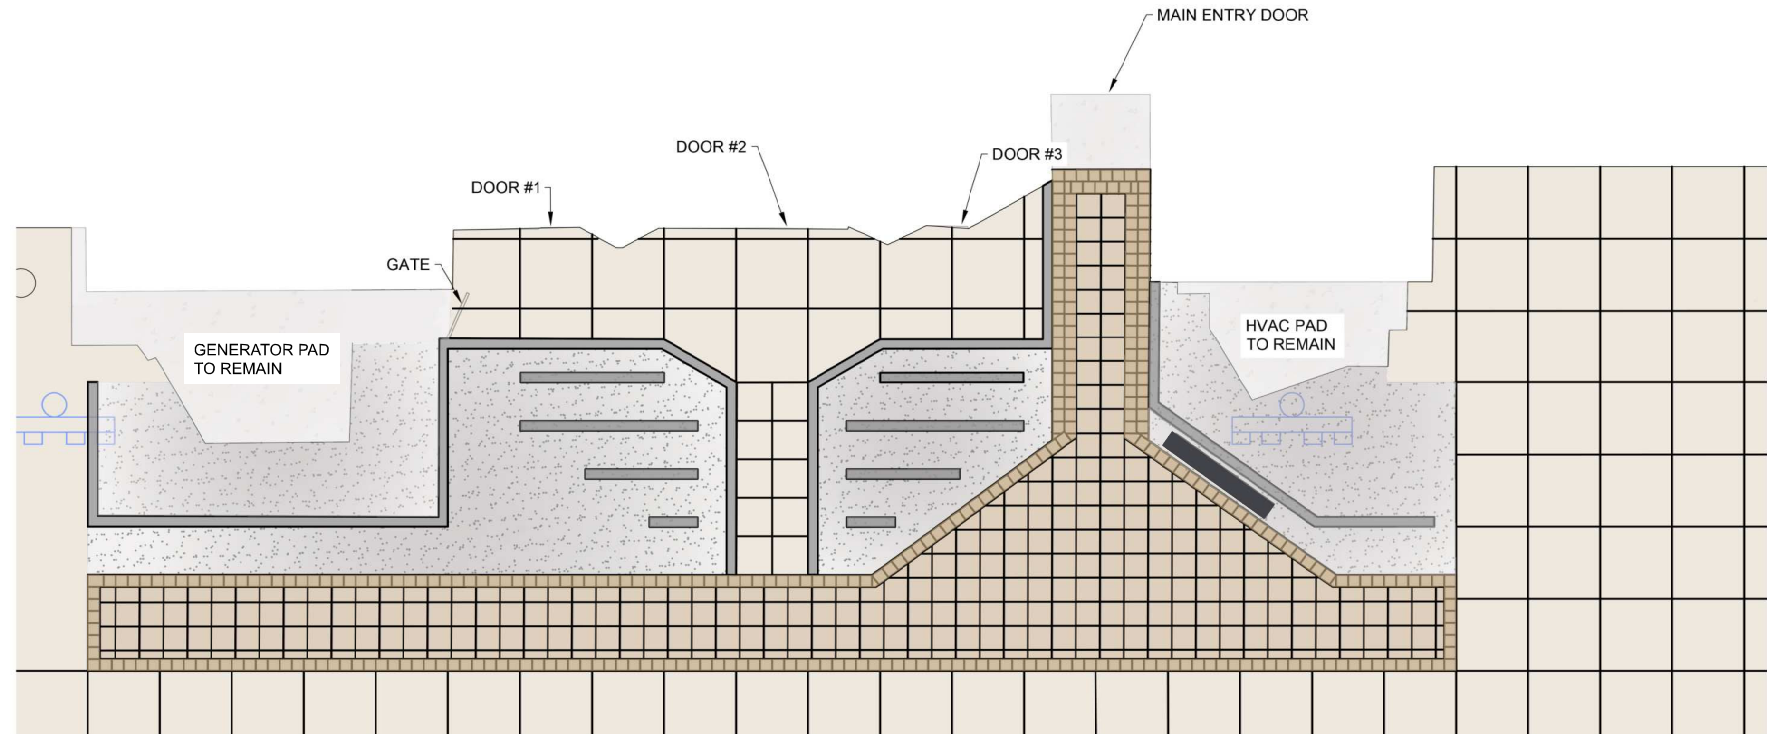 MAIN ENTRY DOOR
DOOR #2
DOOR #3
DOOR #1
GATE
GENERATOR PAD
TO REMAIN
HVAC PAD
TO REMAIN